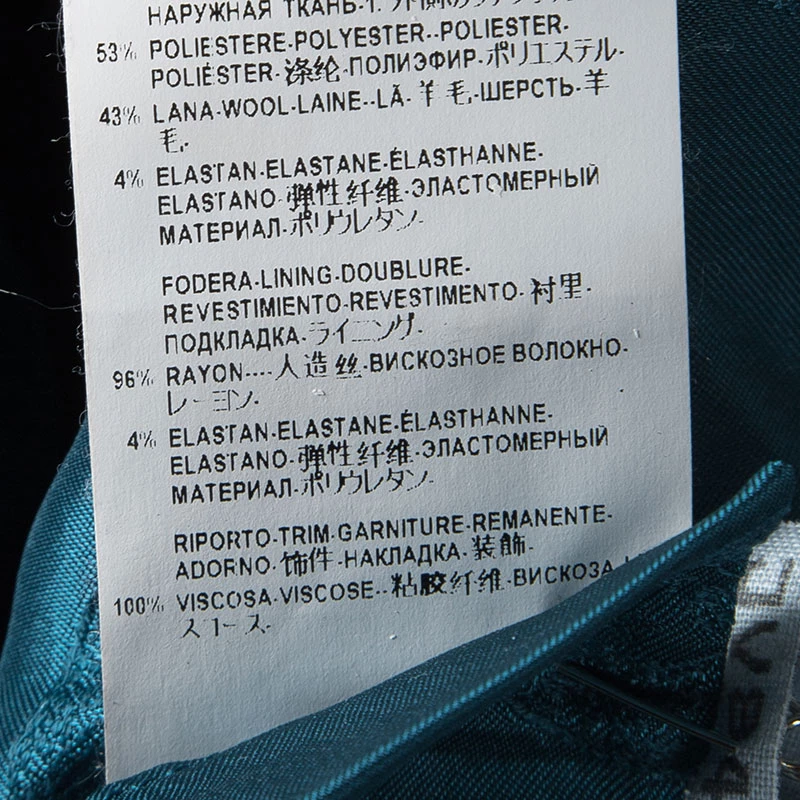 НАРУЖНАЯ ТКАНЬ-1.
53% POLIESTERE-POLYESTER--POLIESTER-
POLIÉSTER-涤纶-ПОЛИЭФИР-ポリエステル-
43% LANA-WOOL-LAINE--LÃ-羊毛-ШЕРСТЬ-羊
毛-
4% ELASTAN-ELASTANE-ÉLASTHANNE-
ELASTANO-弹性纤维-ЭЛАСТОМЕРНЫЙ
МАТЕРИАЛ-ポリウレタン-
FODERA-LINING-DOUBLURE-
REVESTIMIENTO-REVESTIMENTO-衬里-
ПОДКЛАДКА-ライニング-
96% RAYON----人造丝-ВИСКОЗНОЕ ВОЛОКНО-
レーヨン-
4% ELASTAN-ELASTANE-ÉLASTHANNE-
ELASTANO-弹性纤维-ЭЛАСТОМЕРНЫЙ
МАТЕРИАЛ-ポリウレタン-
RIPORTO-TRIM-GARNITURE-REMANENTE-
ADORNO-饰件-НАКЛАДКА-装飾-
100% VISCOSA-VISCOSE--粘胶纤维-ВИСКОЗА
スコース-